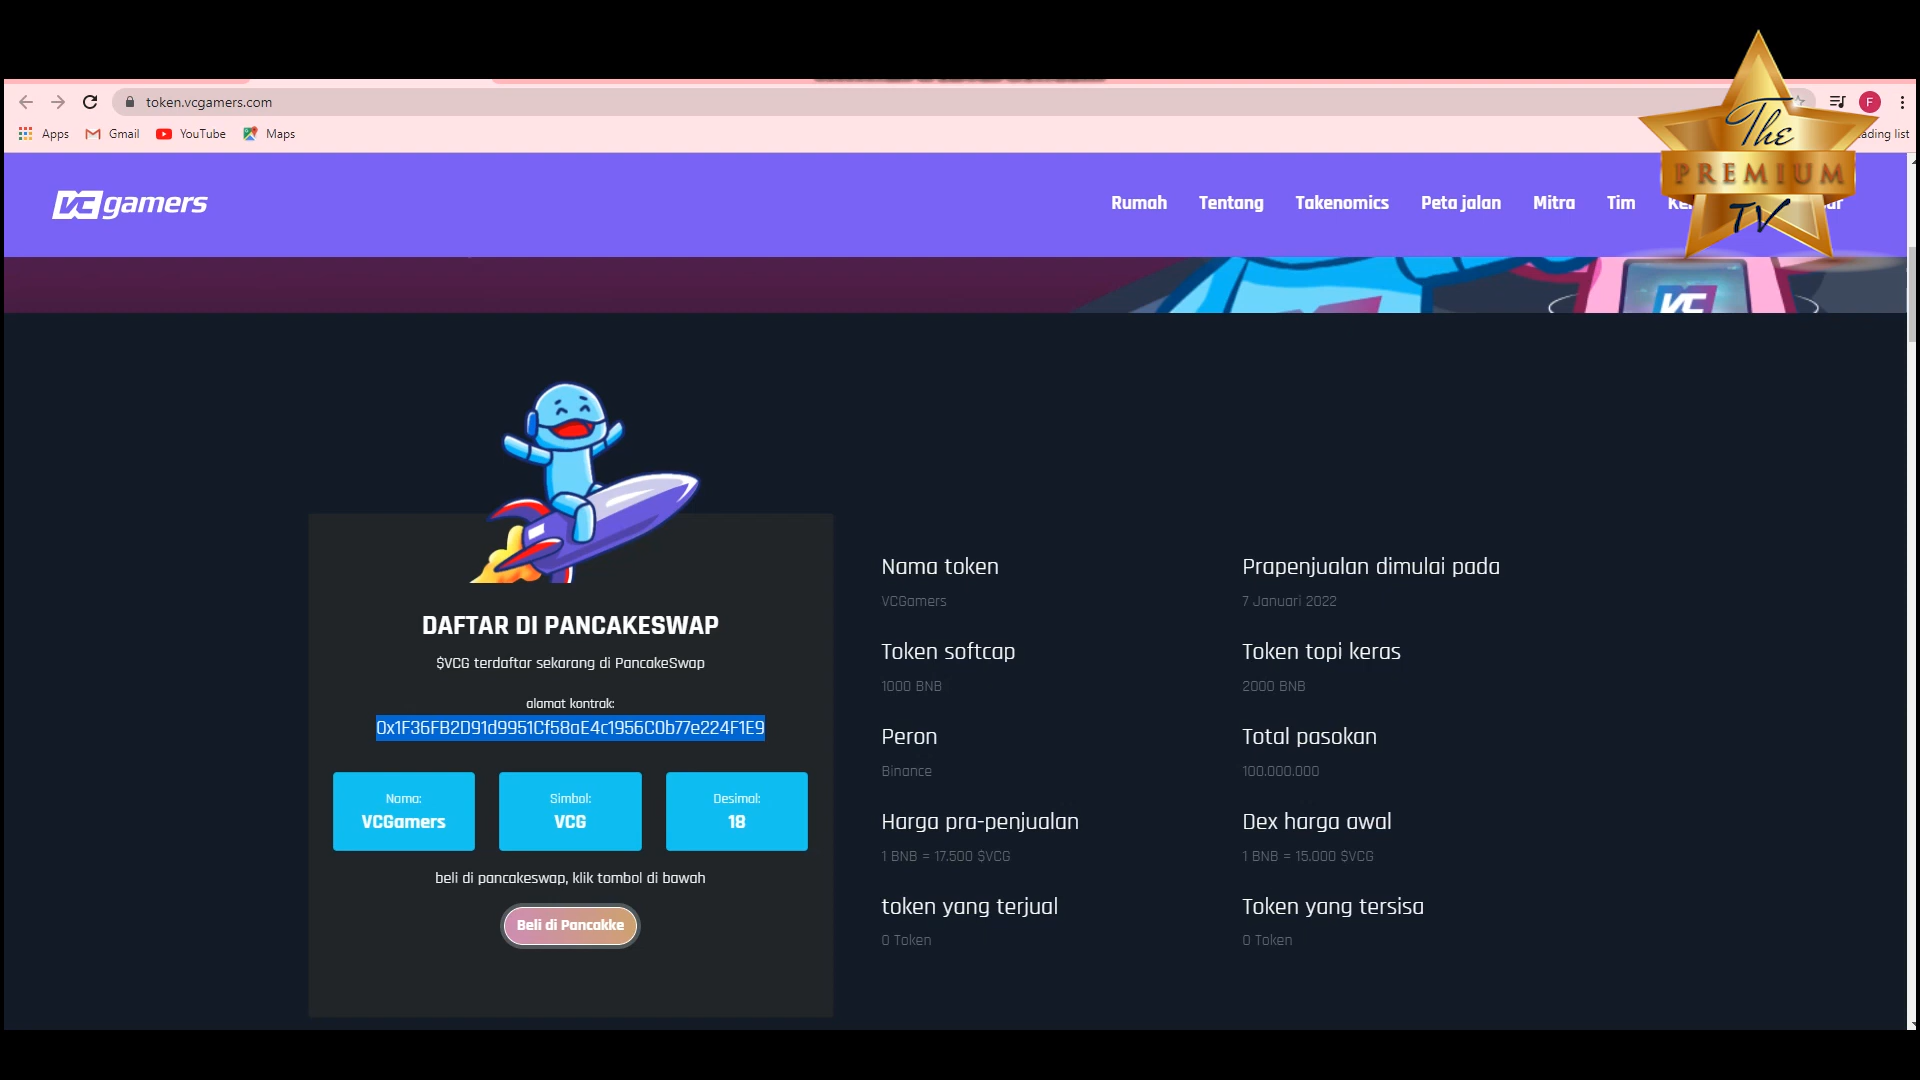 token.vcgamers.com
Apps
Gmail
YouTube
Maps
The
PREMIUM
TV
VC gamers
Rumah
Tentang
Takenomics
Peta jalan
Mitra
Tim
VC
DAFTAR DI PANCAKESWAP
$VCG terdaftar sekarang di PancakeSwap
alamat kontrak:
0x1F36FB2D91d9951Cf58aE4c1956C0b77e224F1E9
Nama:
VCGamers
Simbol:
VCG
Desimal:
18
beli di pancakeswap, klik tombol di bawah
Beli di Pancakke
Nama token
VCGamers
Prapenjualan dimulai pada
7 Januari 2022
Token softcap
1000 BNB
Token topi keras
2000 BNB
Peron
Binance
Total pasokan
100.000.000
Harga pra-penjualan
1 BNB = 17.500 $VCG
Dex harga awal
1 BNB = 15.000 $VCG
token yang terjual
0 Token
Token yang tersisa
0 Token